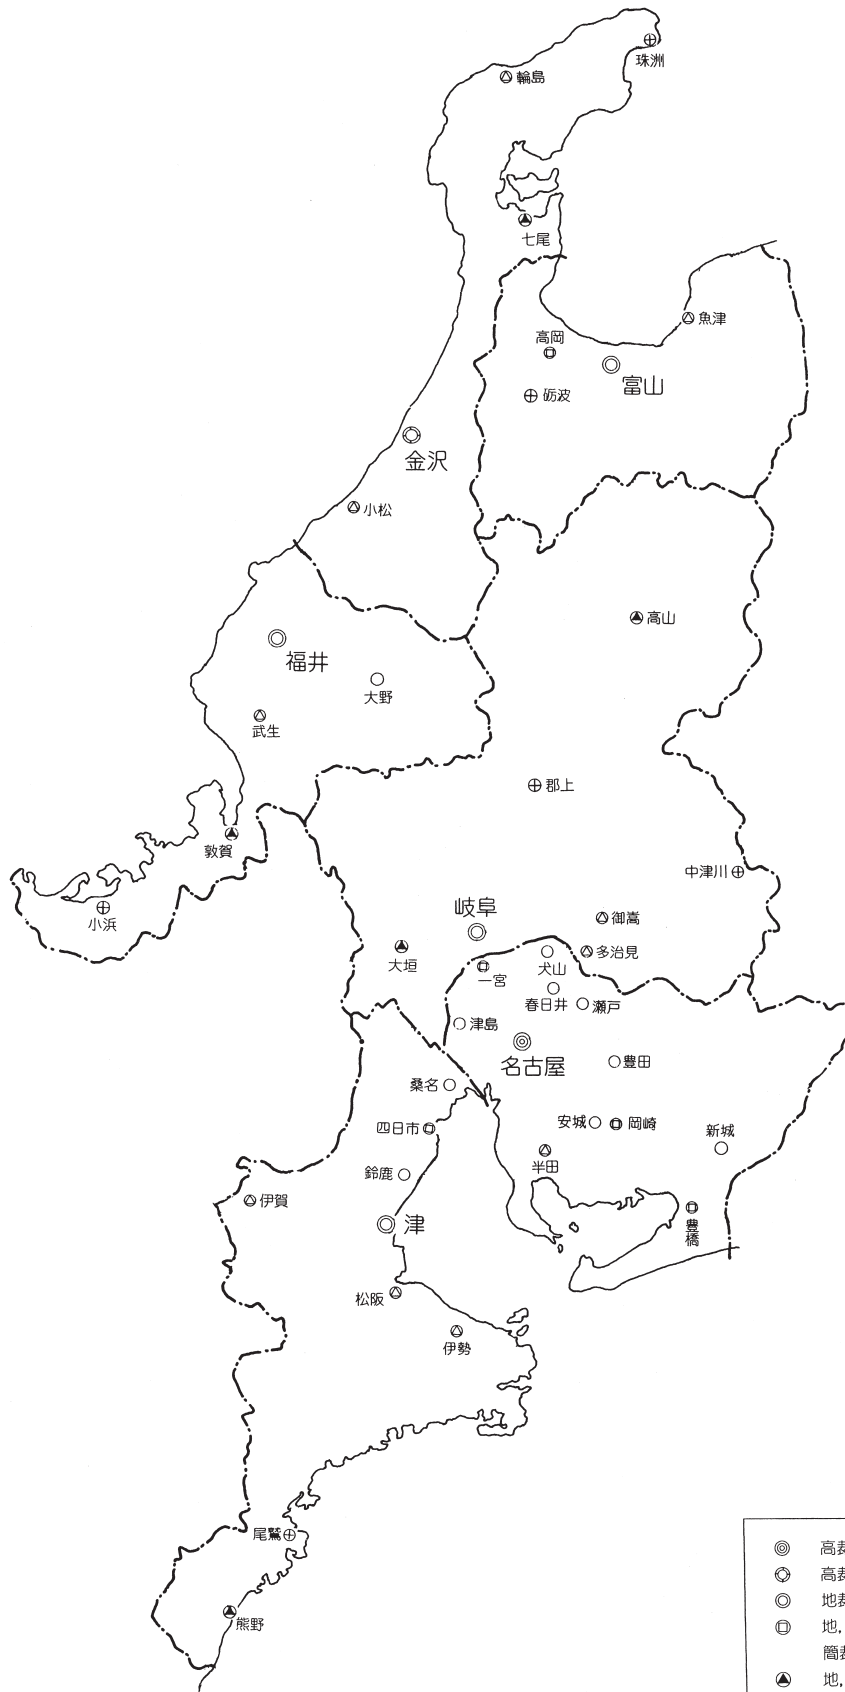 珠洲
輪島
七尾
魚津
高岡
富山
砺波
金沢
小松
高山
福井
大野
武生
郡上
敦賀
中津川
小浜
岐阜
御嵩
大垣
多治見
犬山
一宮
春日井
瀬戸
津島
名古屋
豊田
桑名
四日市
安城
岡崎
新城
半田
鈴鹿
伊賀
津
豊橋
松阪
伊勢
尾鷲
熊野
高裁
高裁
地裁
地,
簡裁
地,